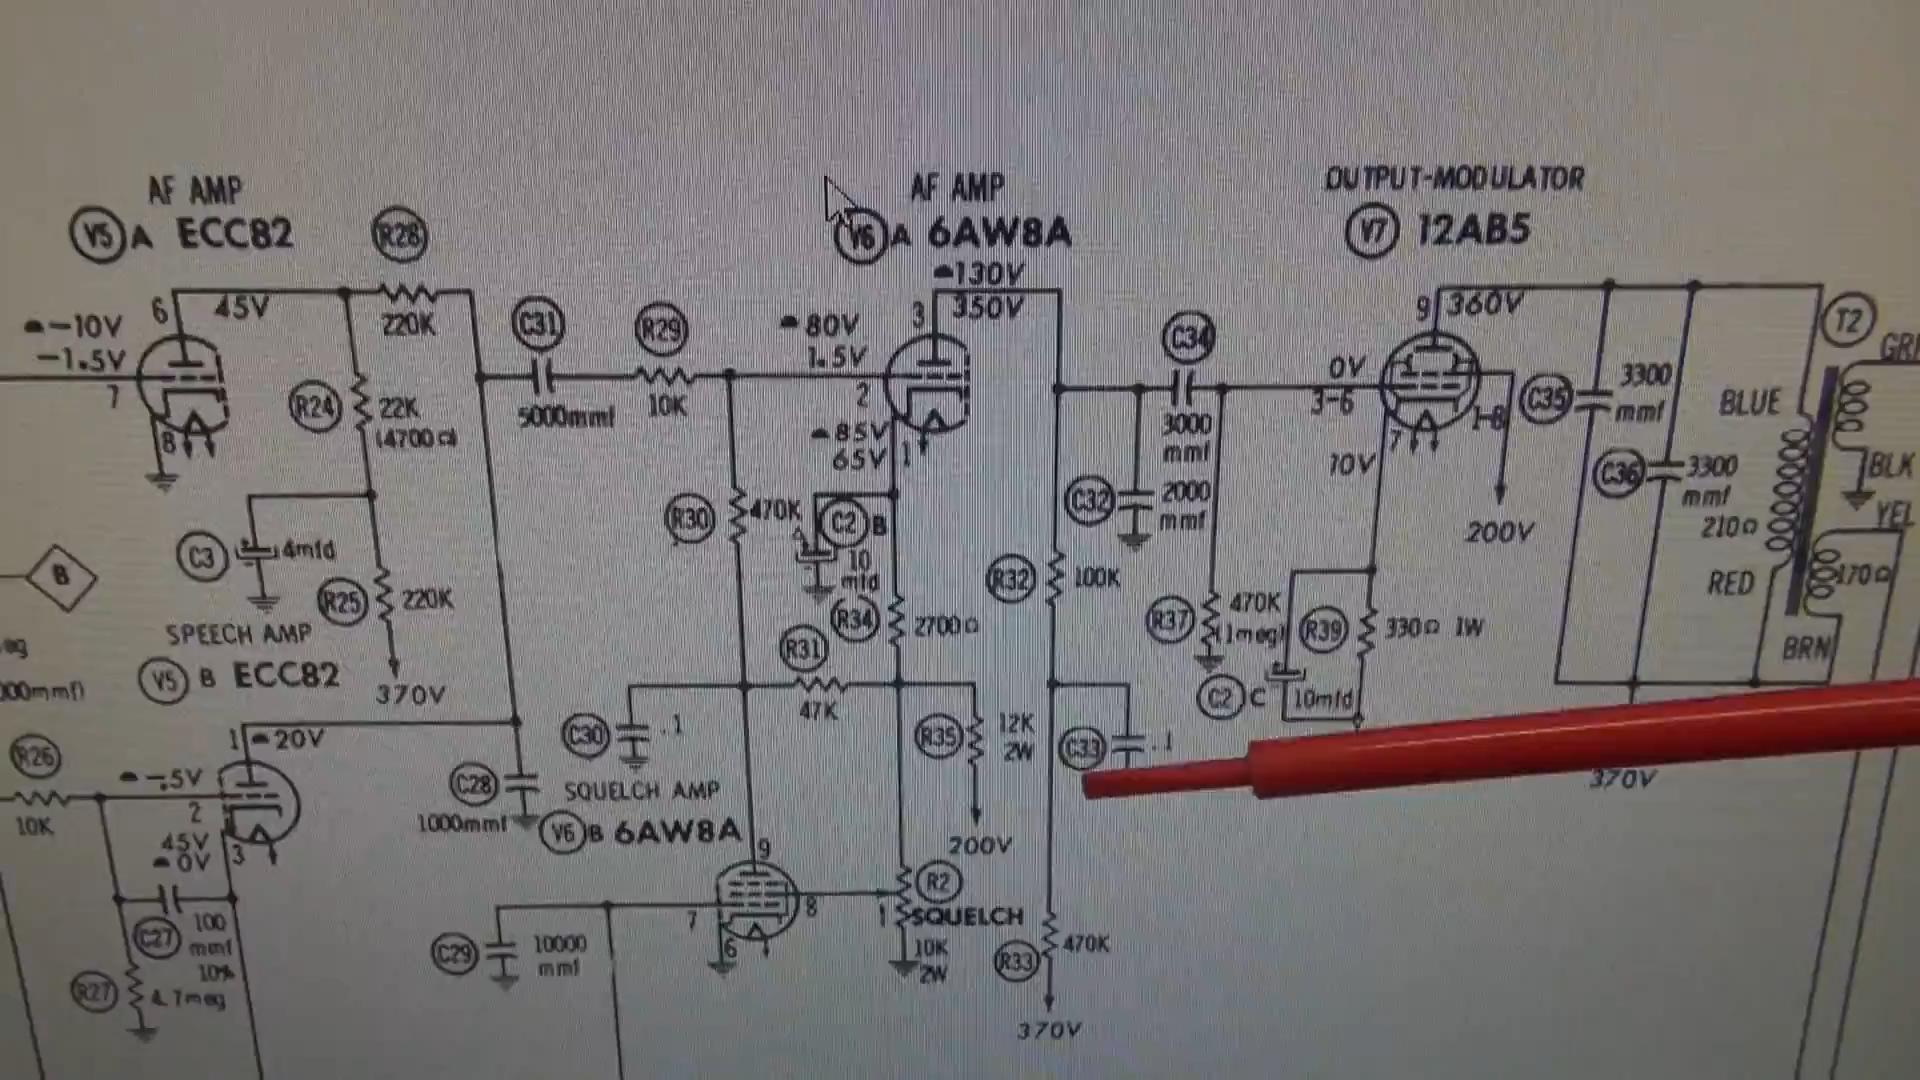 AF AMP
V5 A ECC82
R28
AF AMP
V6 A 6AW8A
OUTPUT-MODULATOR
V7 12AB5
-10V
-1.5V
6
45V
220K
7
8
R24
22K
(4700Ω)
C31
5000mmf
R29
10K
80V
1.5V
2
3
130V
350V
85V
65V
1
C34
3000
mmf
0V
3-6
9
360V
1-8
7
10V
200V
C35
3300
mmf
C36
3300
mmf
T2
BLUE
210Ω
RED
BLK
YEL
170Ω
BRN
C3
4mfd
B
R25
220K
370V
SPEECH AMP
V5 B ECC82
R30
470K
C2 B
10
mfd
R34
2700Ω
R31
47K
C32
2000
mmf
R32
100K
R37
470K
(1meg)
R39
330Ω 1W
C2 C
10mfd
R26
10K
1
20V
-.5V
2
45V
0V
3
C27
100
mmf
10%
R27
C28
1000mmf
C30
.1
SQUELCH AMP
V6 B 6AW8A
9
7
8
6
C29
10000
mmf
R35
12K
2W
200V
R2
1
SQUELCH
10K
2W
C33
.1
R33
470K
370V
370V